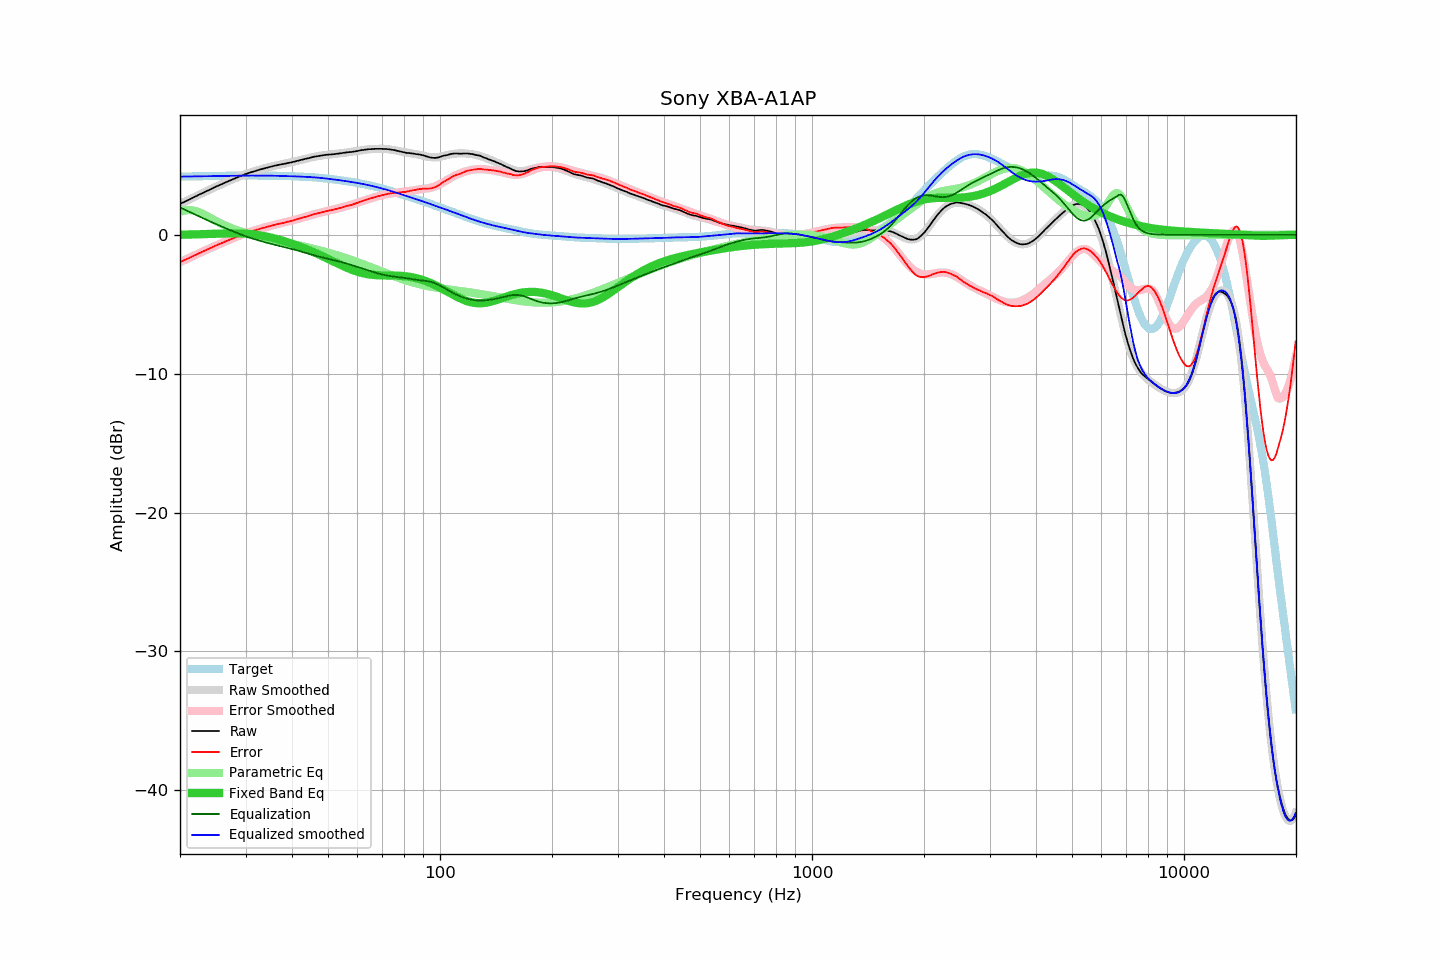 Sony XBA-A1AP
Amplitude (dBr)
0
−10
−20
−30
−40
Target
Raw Smoothed
Error Smoothed
Raw
Error
Parametric Eq
Fixed Band Eq
Equalization
Equalized smoothed
100
1000
10000
Frequency (Hz)